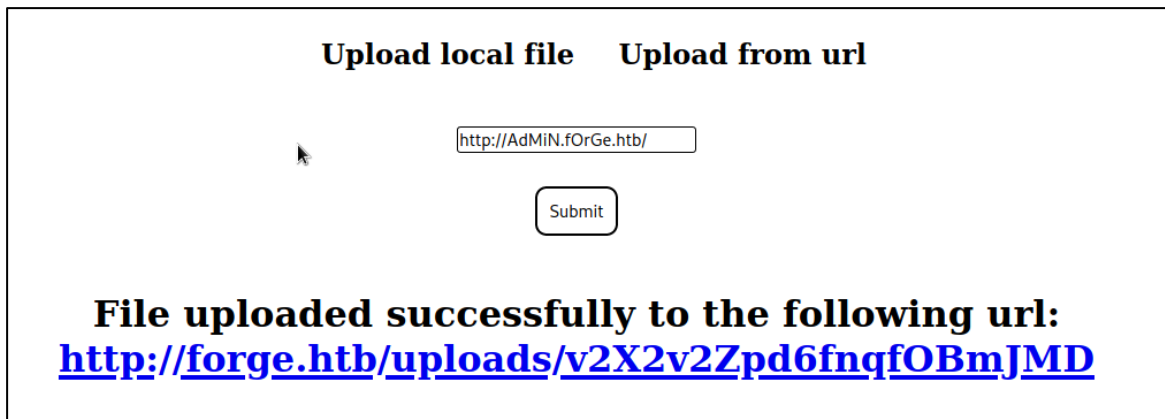 Upload local file Upload from url
http://AdMiN.fOrGe.htb/
Submit
File uploaded successfully to the following url:
http://forge.htb/uploads/v2X2v2Zpd6fnqfOBmJMD